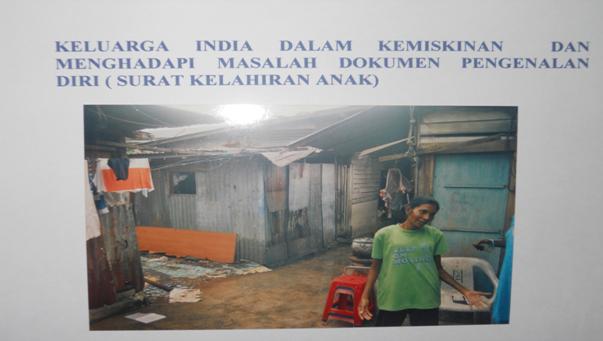 KELUARGA INDIA DALAM KEMISKINAN DAN
MENGHADAPI MASALAH DOKUMEN PENGENALAN
DIRI ( SURAT KELAHIRAN ANAK)